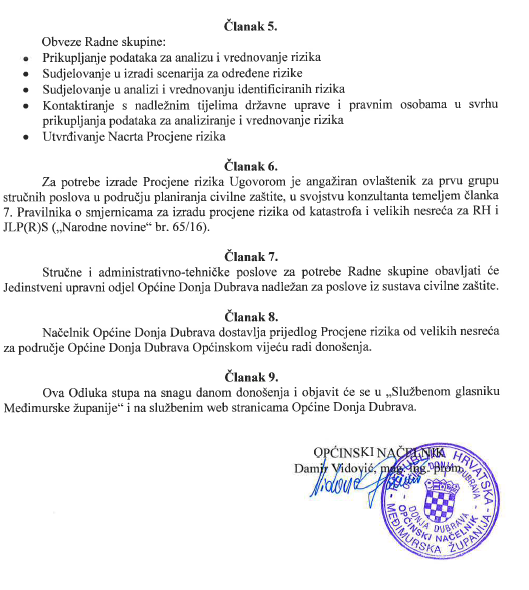 Članak 5.
Obveze Radne skupine:
• Prikupljanje podataka za analizu i vrednovanje rizika
• Sudjelovanje u izradi scenarija za određene rizike
• Sudjelovanje u analizi i vrednovanju identificiranih rizika
• Kontaktiranje s nadležnim tijelima državne uprave i pravnim osobama u svrhu
prikupljanja podataka za analiziranje i vrednovanje rizika
• Utvrđivanje Nacrta Procjene rizika
Članak 6.
Za potrebe izrade Procjene rizika Ugovorom je angažiran ovlaštenik za prvu grupu
stručnih poslova u području planiranja civilne zaštite, u svojstvu konzultanta temeljem članka
7. Pravilnika o smjernicama za izradu procjene rizika od katastrofa i velikih nesreća za RH i
JLP(R)S („Narodne novine“ br. 65/16).
Članak 7.
Stručne i administrativno-tehničke poslove za potrebe Radne skupine obavljati će
Jedinstveni upravni odjel Općine Donja Dubrava nadležan za poslove iz sustava civilne zaštite.
Članak 8.
Načelnik Općine Donja Dubrava dostavlja prijedlog Procjene rizika od velikih nesreća
za područje Općine Donja Dubrava Općinskom vijeću radi donošenja.
Članak 9.
Ova Odluka stupa na snagu danom donošenja i objavit će se u „Službenom glasniku
Međimurske županije“ i na službenim web stranicama Općine Donja Dubrava.
OPĆINSKI NAČELNIK
Damir Vidović, mag. ing. prom.
REPUBLIKA HRVATSKA
MEĐIMURSKA ŽUPANIJA
OPĆINA DONJA DUBRAVA
OPĆINSKI NAČELNIK
DONJA DUBRAVA